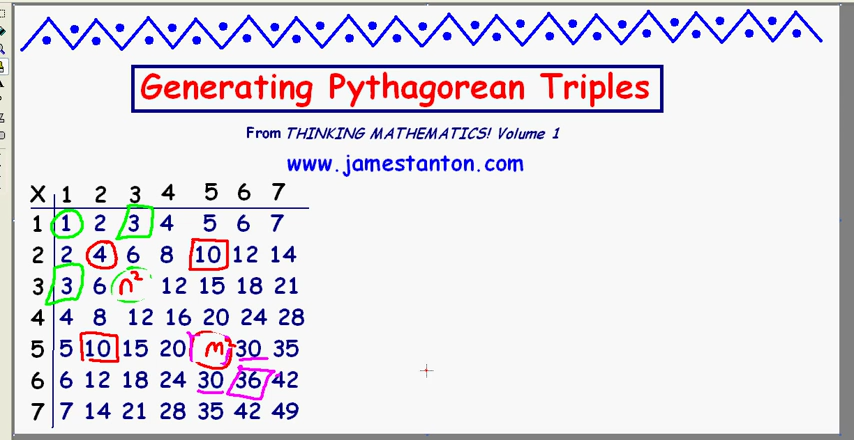 Generating Pythagorean Triples
From THINKING MATHEMATICS! Volume 1
www.jamestanton.com
X 1 2 3 4 5 6 7
1 1 2 3 4 5 6 7
2 2 4 6 8 10 12 14
3 3 6 n² 12 15 18 21
4 4 8 12 16 20 24 28
5 5 10 15 20 m² 30 35
6 6 12 18 24 30 36 42
7 7 14 21 28 35 42 49